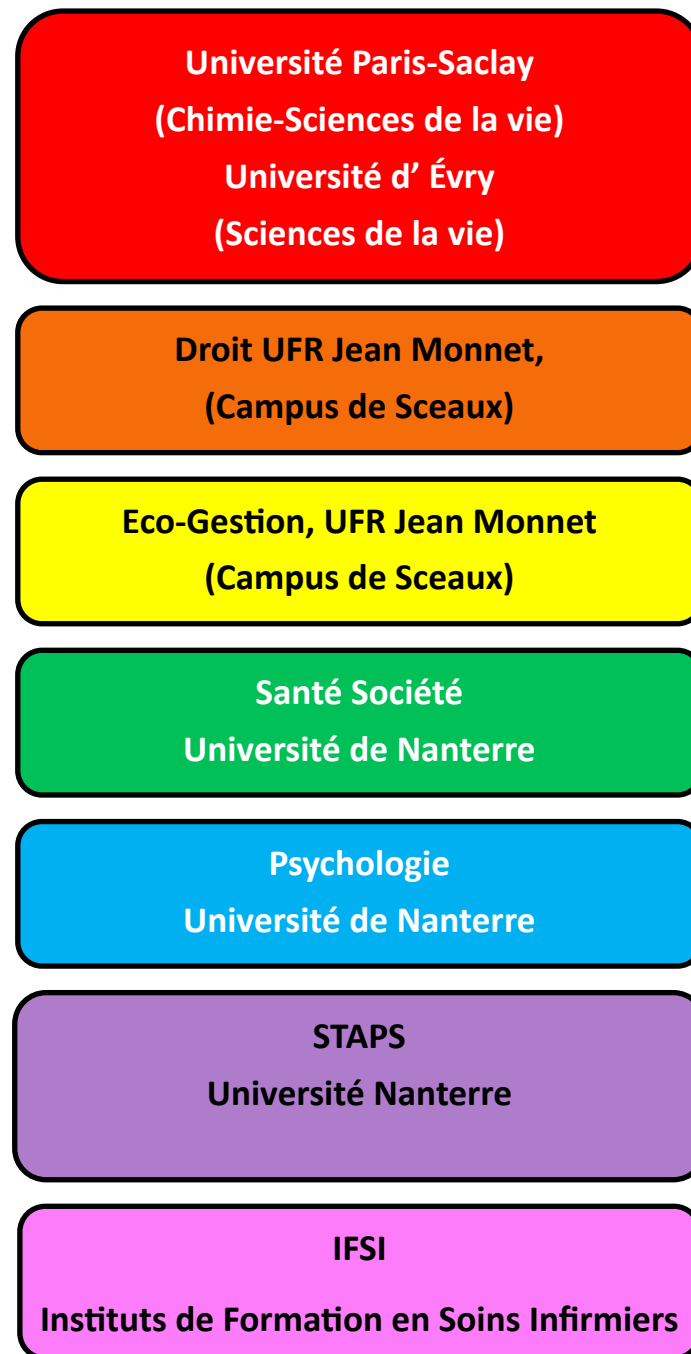 Université Paris-Saclay
(Chimie-Sciences de la vie)
Université d’ Évry
(Sciences de la vie)
Droit UFR Jean Monnet,
(Campus de Sceaux)
Eco-Gestion, UFR Jean Monnet
(Campus de Sceaux)
Santé Société
Université de Nanterre
Psychologie
Université de Nanterre
STAPS
Université Nanterre
IFSI
Instituts de Formation en Soins Infirmiers